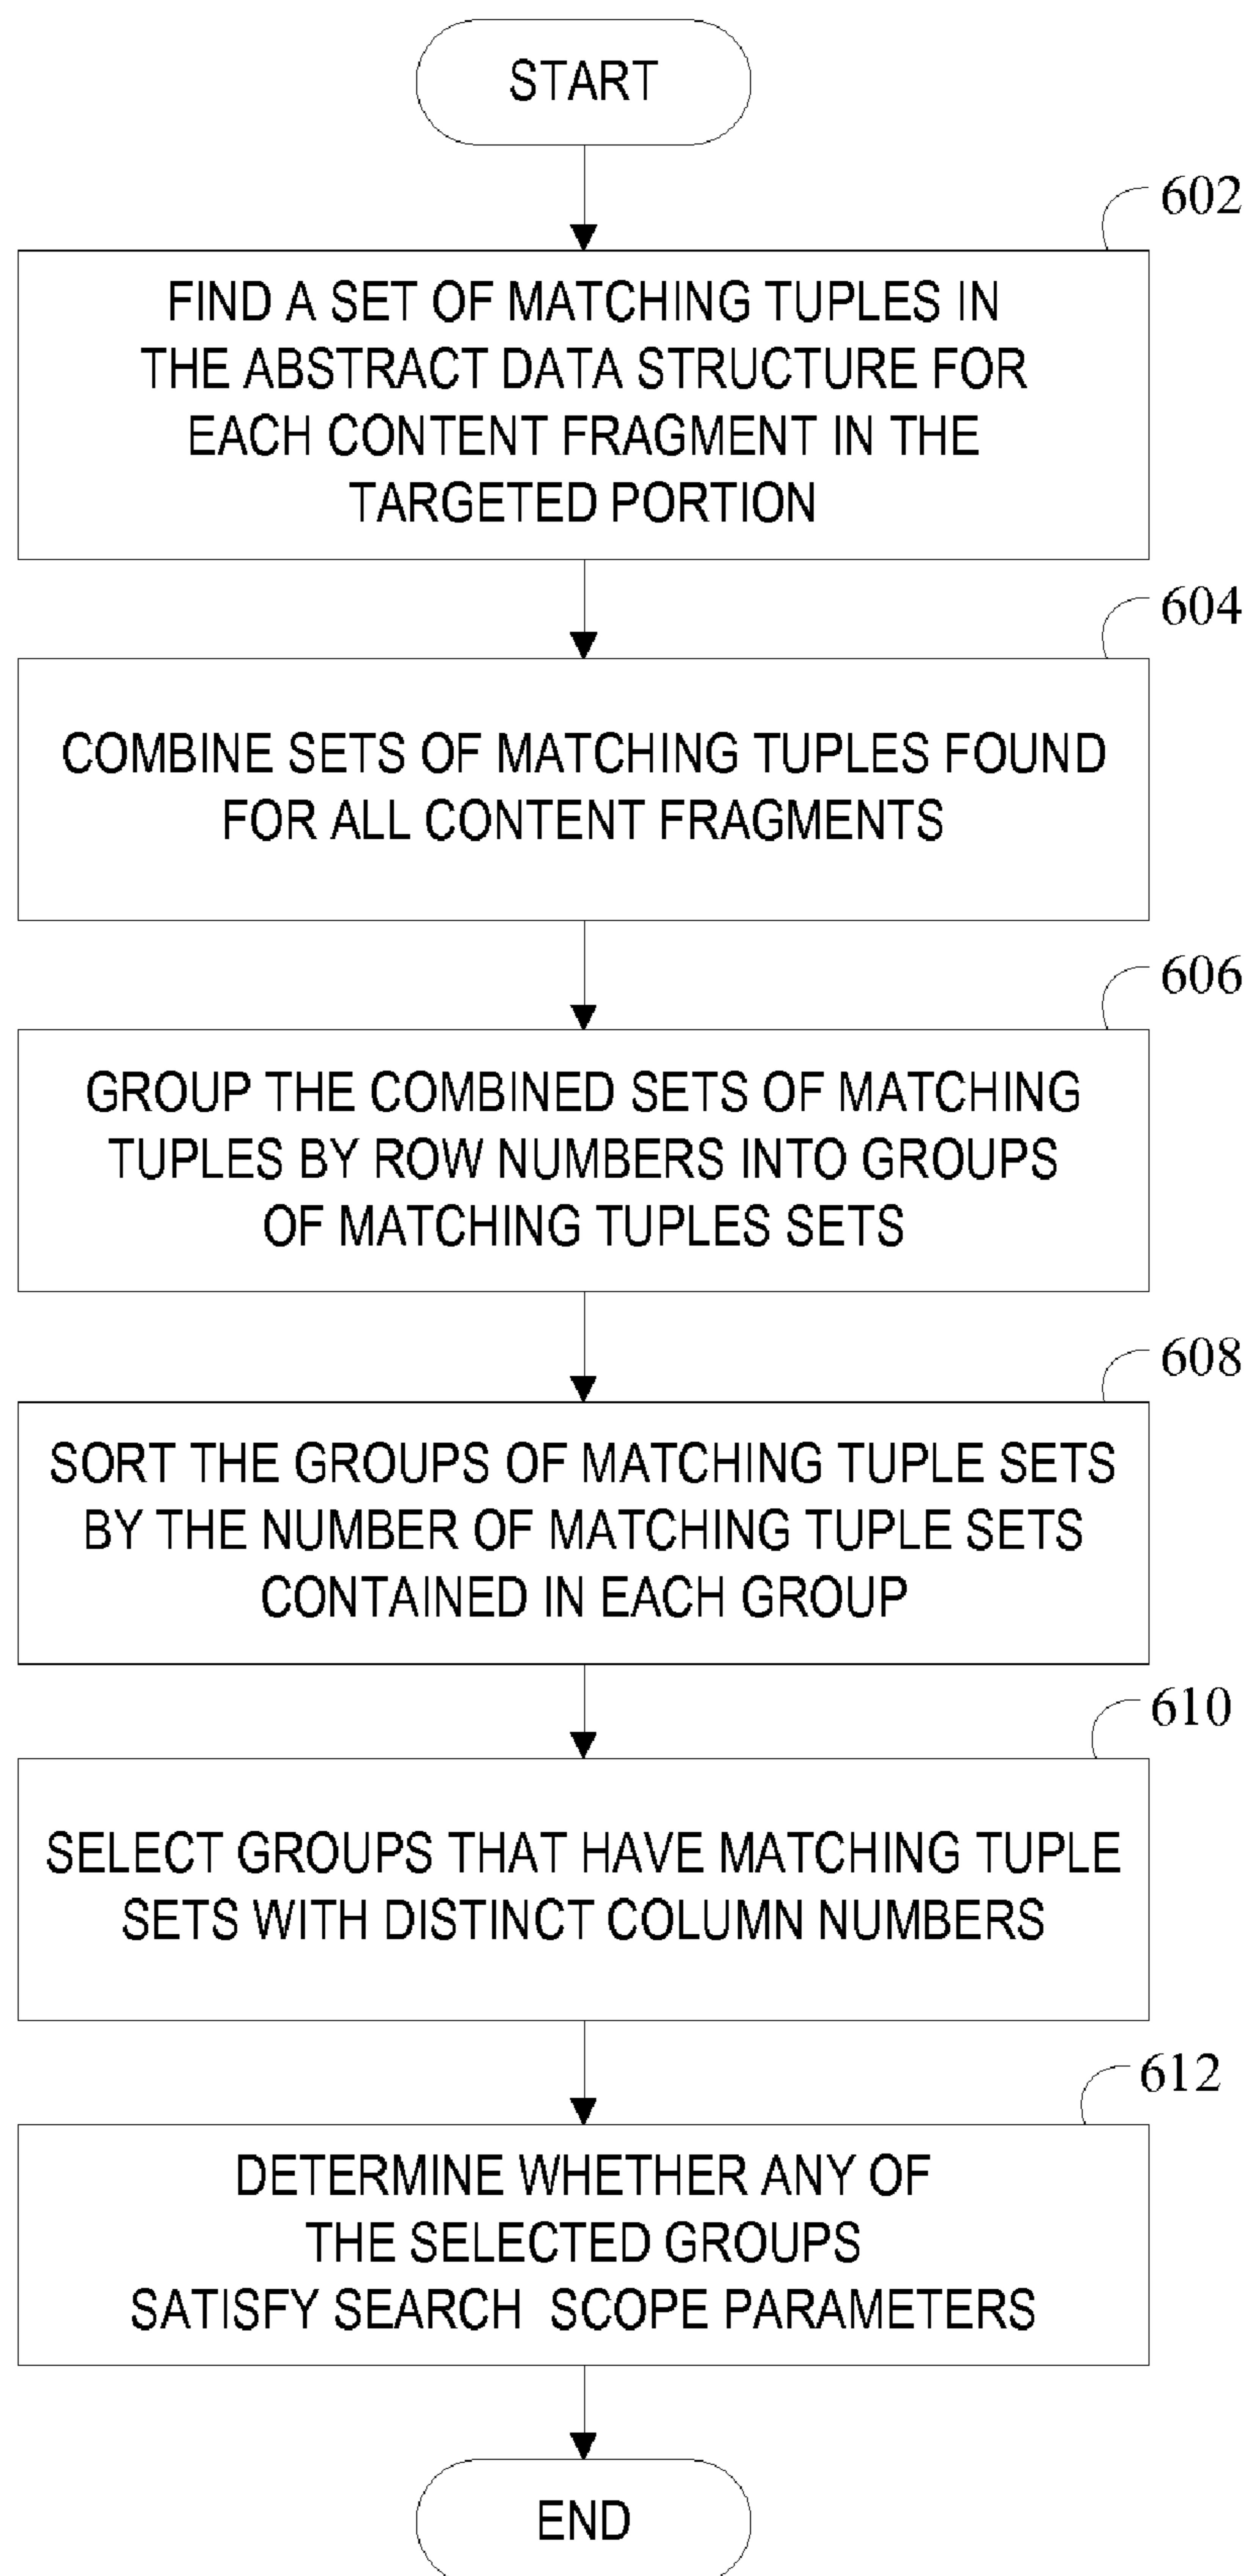 START
602
FIND A SET OF MATCHING TUPLES IN
THE ABSTRACT DATA STRUCTURE FOR
EACH CONTENT FRAGMENT IN THE
TARGETED PORTION
604
COMBINE SETS OF MATCHING TUPLES FOUND
FOR ALL CONTENT FRAGMENTS
606
GROUP THE COMBINED SETS OF MATCHING
TUPLES BY ROW NUMBERS INTO GROUPS
OF MATCHING TUPLES SETS
608
SORT THE GROUPS OF MATCHING TUPLE SETS
BY THE NUMBER OF MATCHING TUPLE SETS
CONTAINED IN EACH GROUP
610
SELECT GROUPS THAT HAVE MATCHING TUPLE
SETS WITH DISTINCT COLUMN NUMBERS
612
DETERMINE WHETHER ANY OF
THE SELECTED GROUPS
SATISFY SEARCH SCOPE PARAMETERS
END